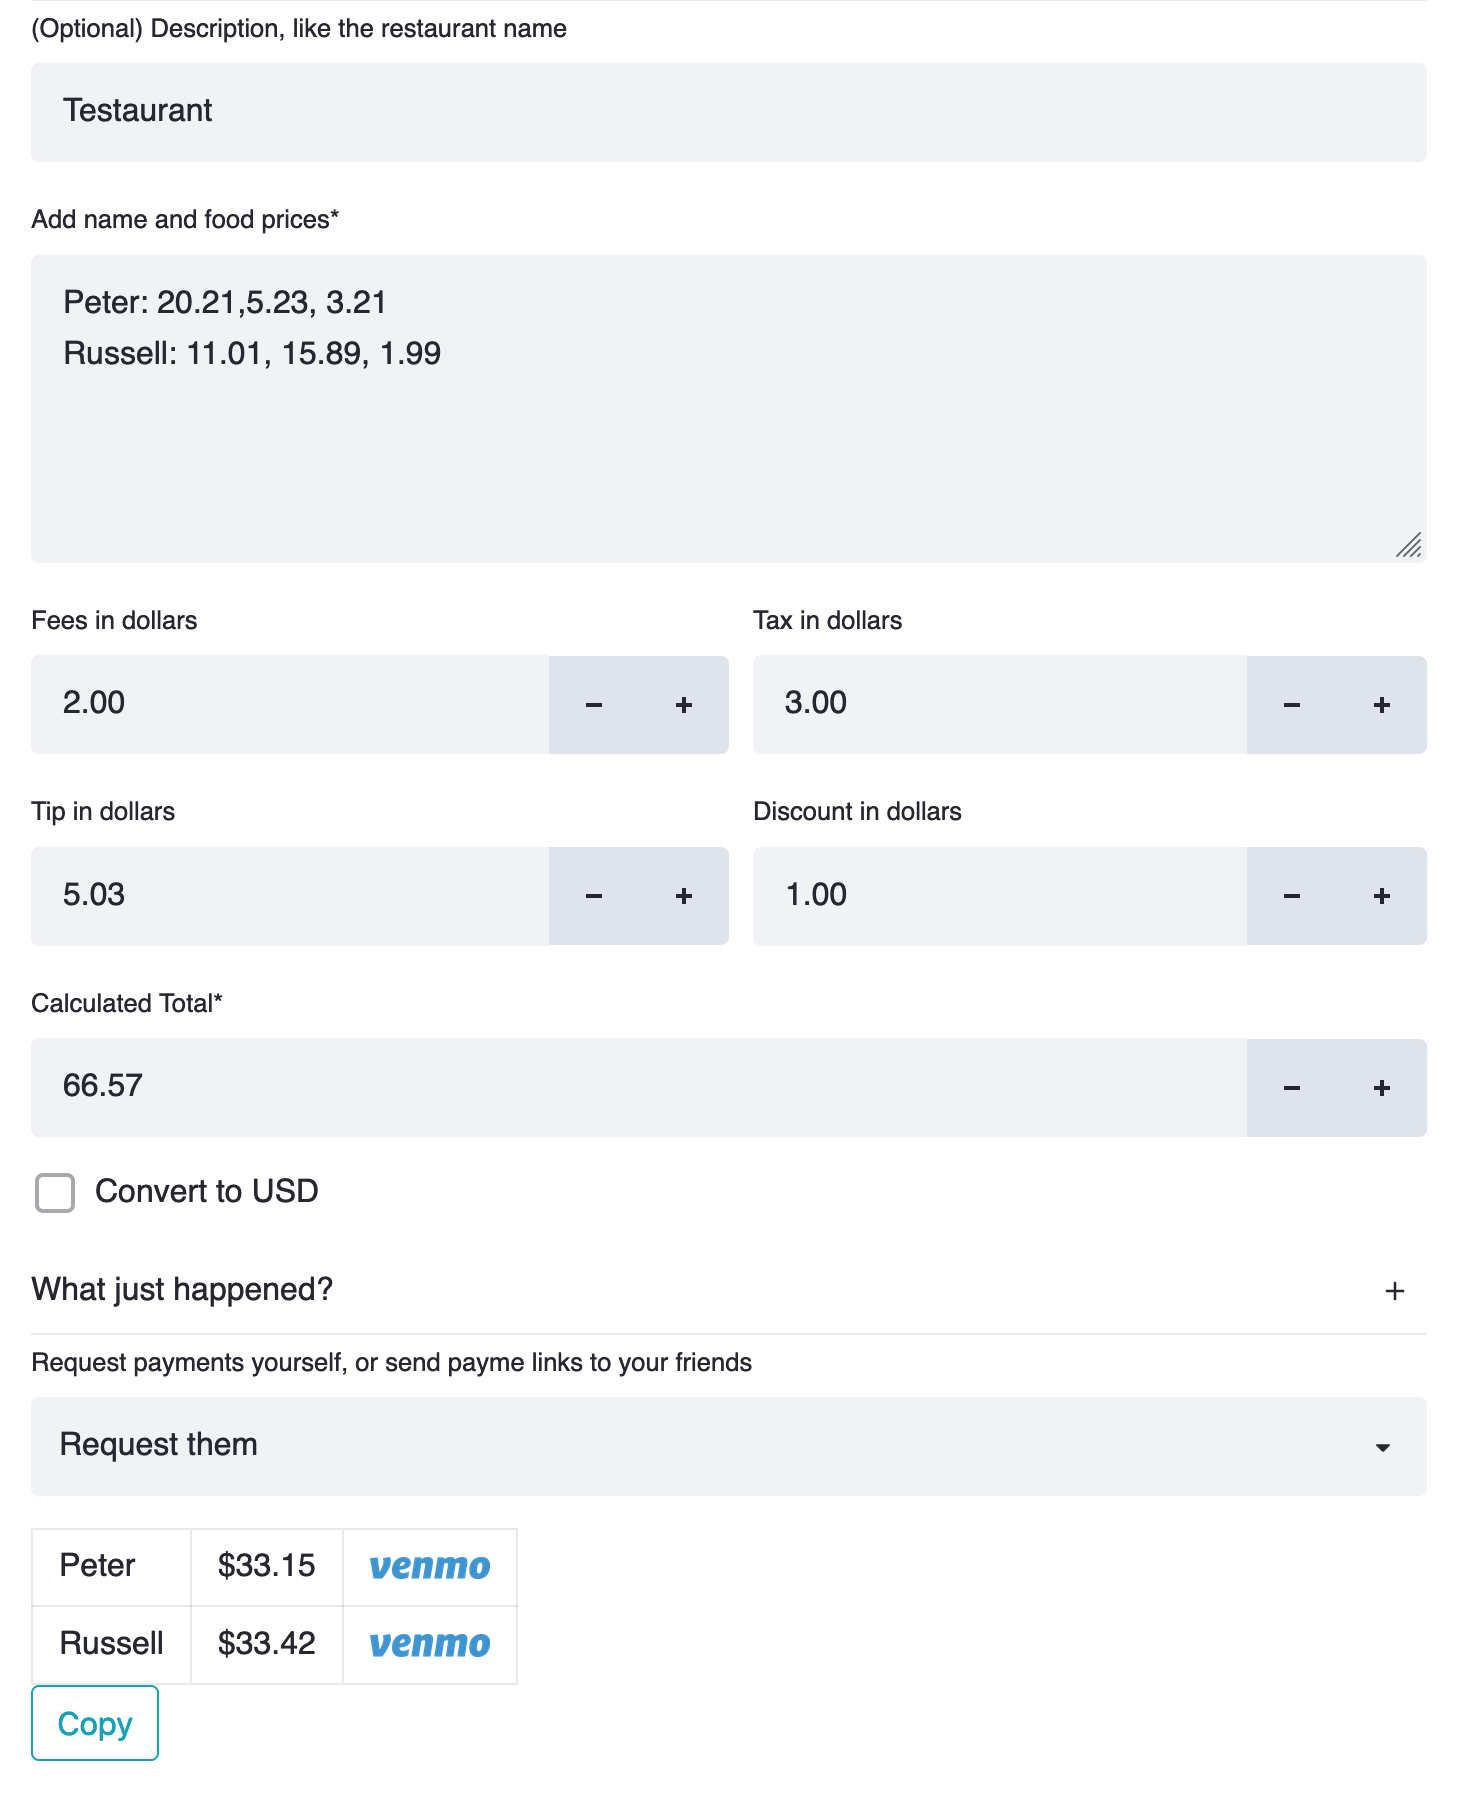 (Optional) Description, like the restaurant name
Testaurant
Add name and food prices*
Peter: 20.21,5.23, 3.21
Russell: 11.01, 15.89, 1.99
Fees in dollars
Tax in dollars
2.00 − +
3.00 − +
Tip in dollars
Discount in dollars
5.03 − +
1.00 − +
Calculated Total*
66.57 − +
Convert to USD
What just happened? +
Request payments yourself, or send payme links to your friends
Request them
Peter $33.15 venmo
Russell $33.42 venmo
Copy